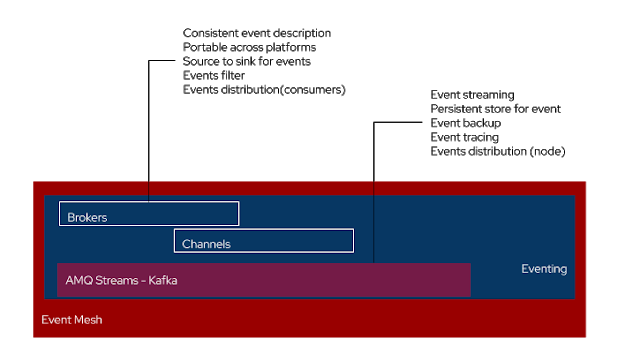 Consistent event description
Portable across platforms
Source to sink for events
Events filter
Events distribution(consumers)
Event streaming
Persistent store for event
Event backup
Event tracing
Events distribution (node)
Brokers
Channels
Eventing
AMQ Streams - Kafka
Event Mesh